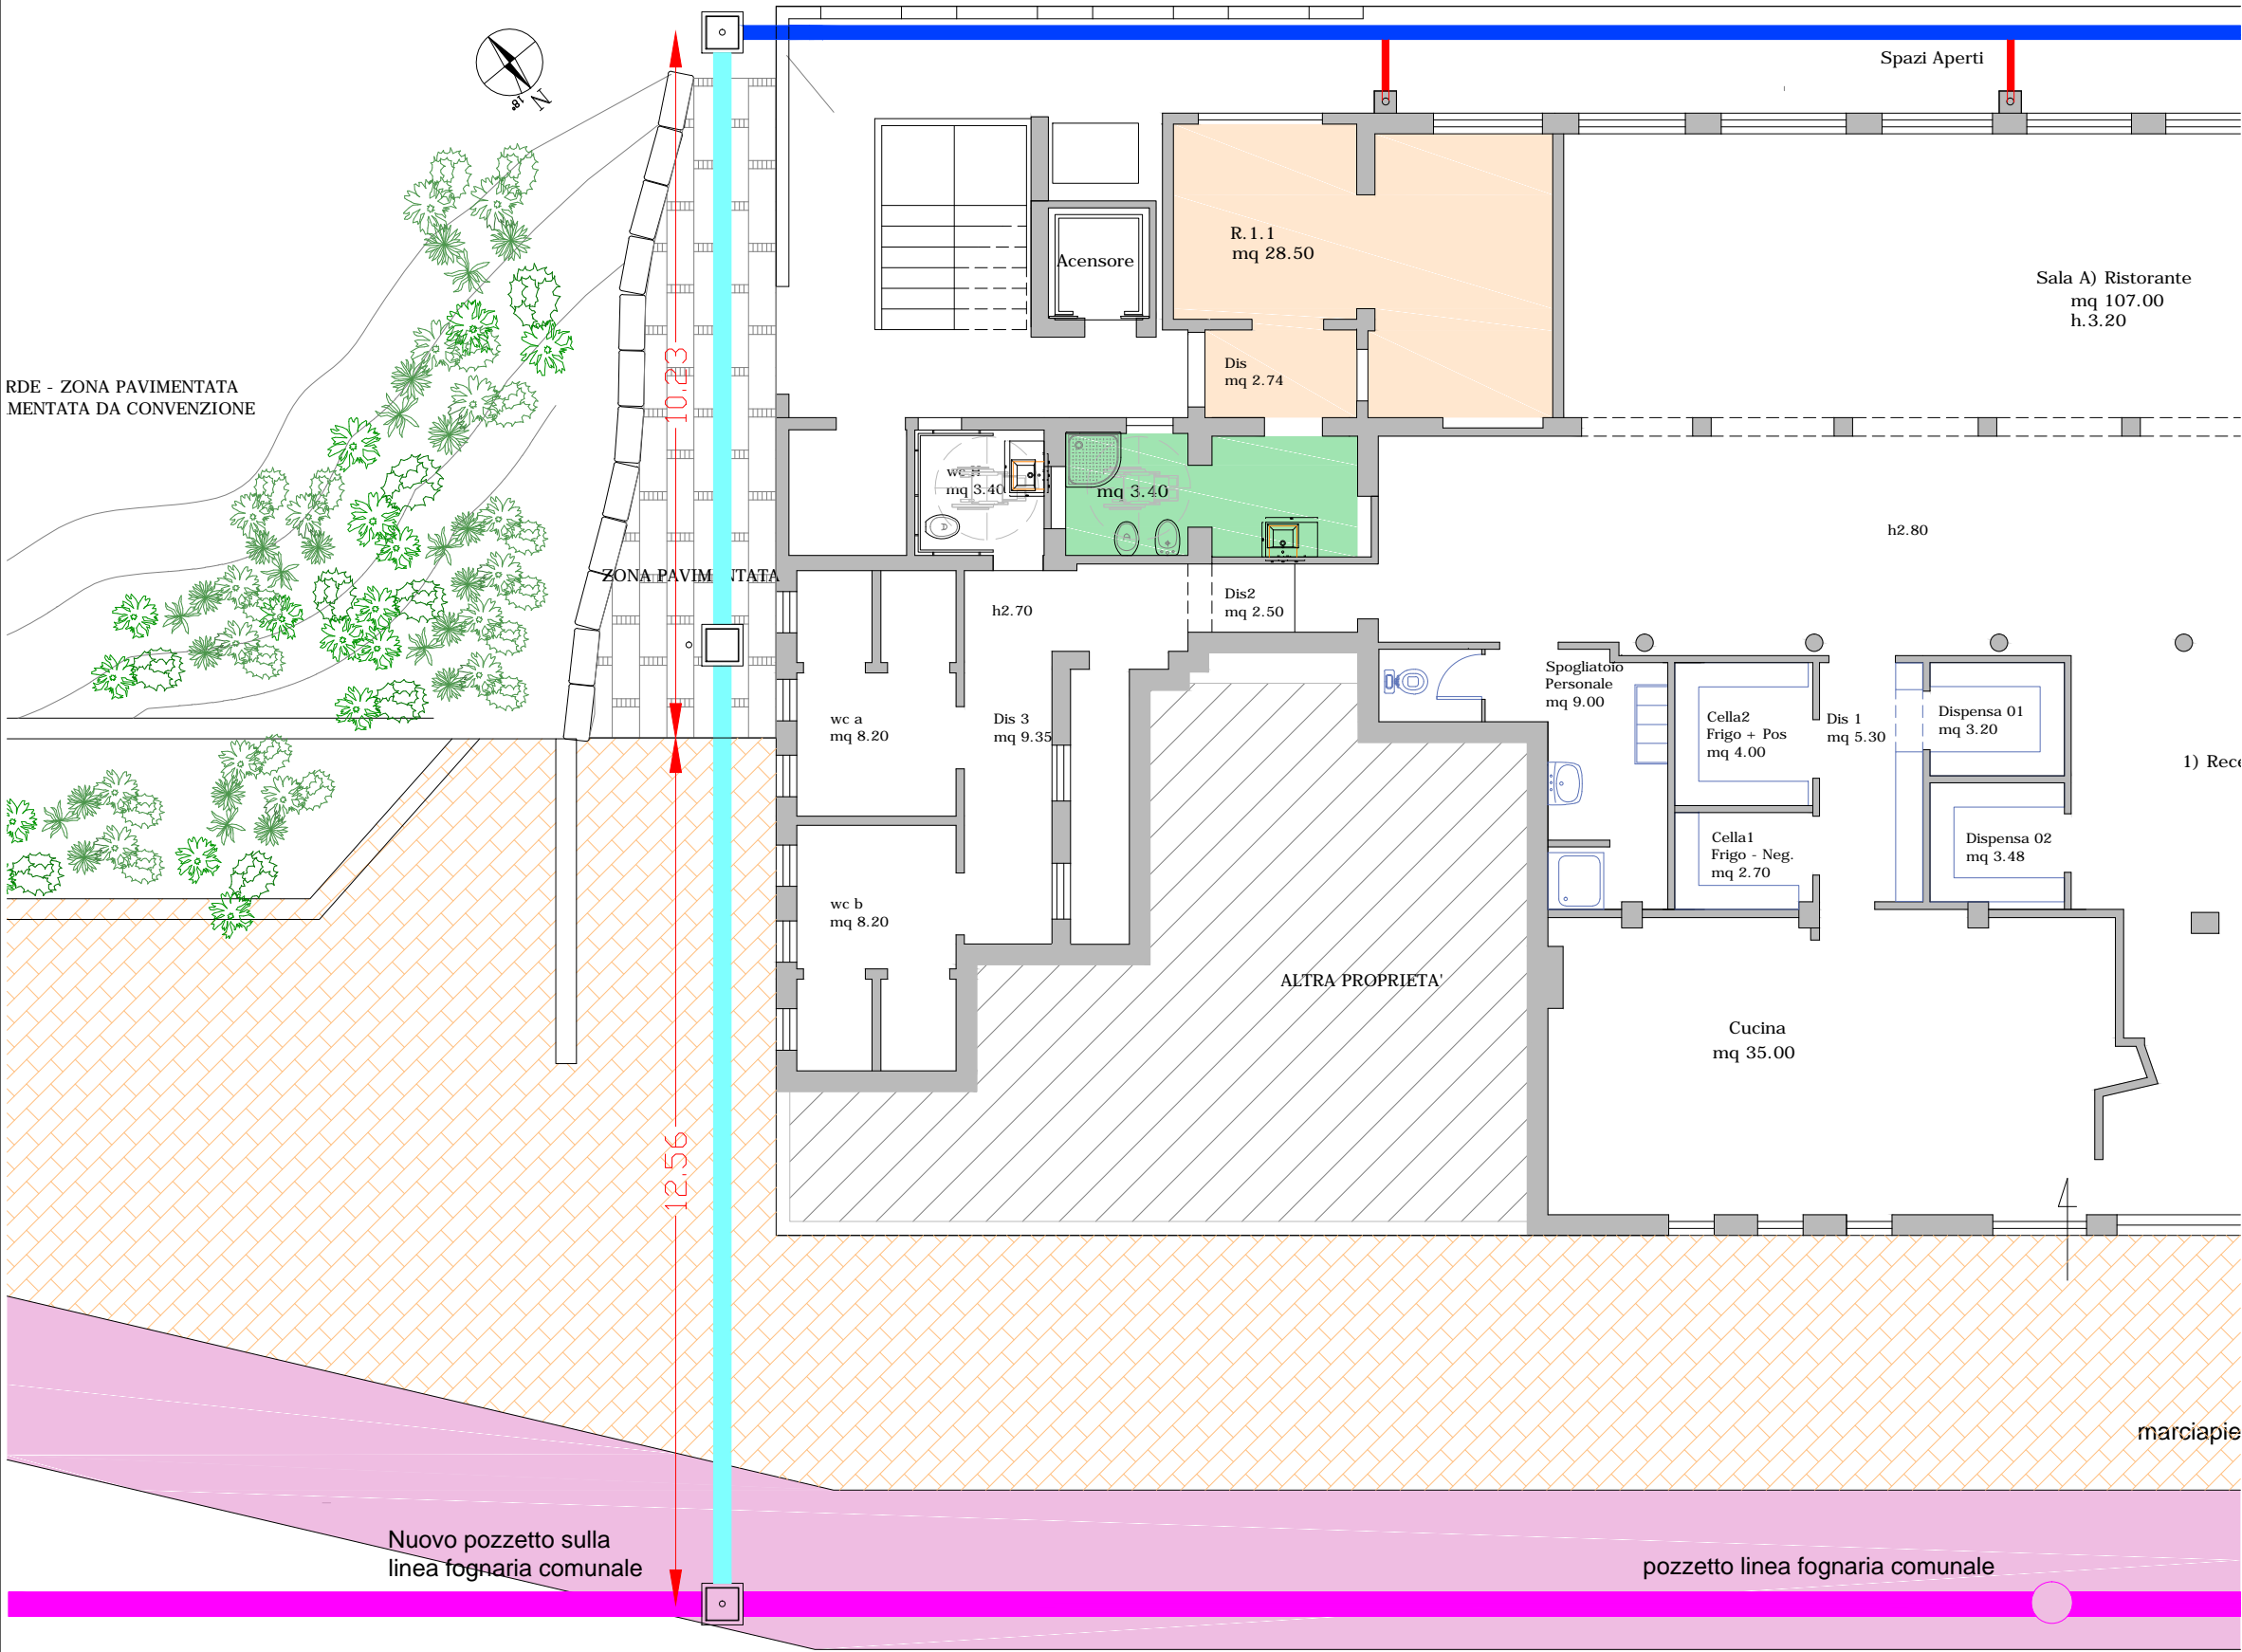 Spazi Aperti
N
18°
R.1.1
mq 28.50
Acensore
Sala A) Ristorante
mq 107.00
h.3.20
10.23
Dis
mq 2.74
RDE - ZONA PAVIMENTATA
MENTATA DA CONVENZIONE
mq 3.40
mq 3.40
h2.80
ZONA PAVIMENTATA
h2.70
Dis2
mq 2.50
Spogliatoio
Personale
mq 9.00
wc a
mq 8.20
Dis 3
mq 9.35
Cella2
Frigo + Pos
mq 4.00
Dis 1
mq 5.30
Dispensa 01
mq 3.20
1) Rece
Cella1
Frigo - Neg.
mq 2.70
Dispensa 02
mq 3.48
wc b
mq 8.20
ALTRA PROPRIETA'
Cucina
mq 35.00
12.56
marciapie
Nuovo pozzetto sulla
linea fognaria comunale
pozzetto linea fognaria comunale